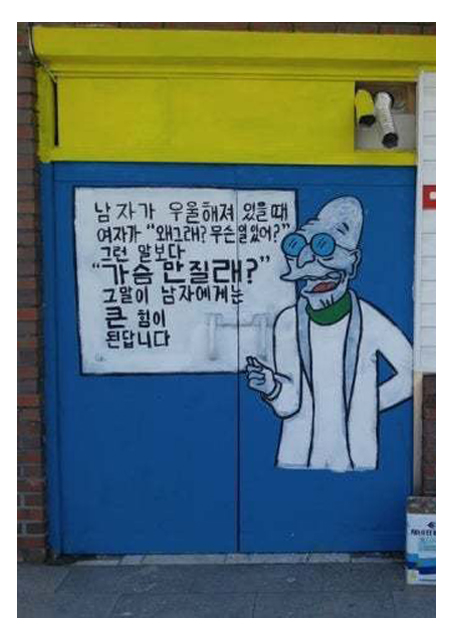 남자가 우울해져 있을때
여자가 “왜그래? 무슨일있어?”
그런 말보다
“가슴 만질래?”
그말이 남자에게는
큰 힘이
된답니다